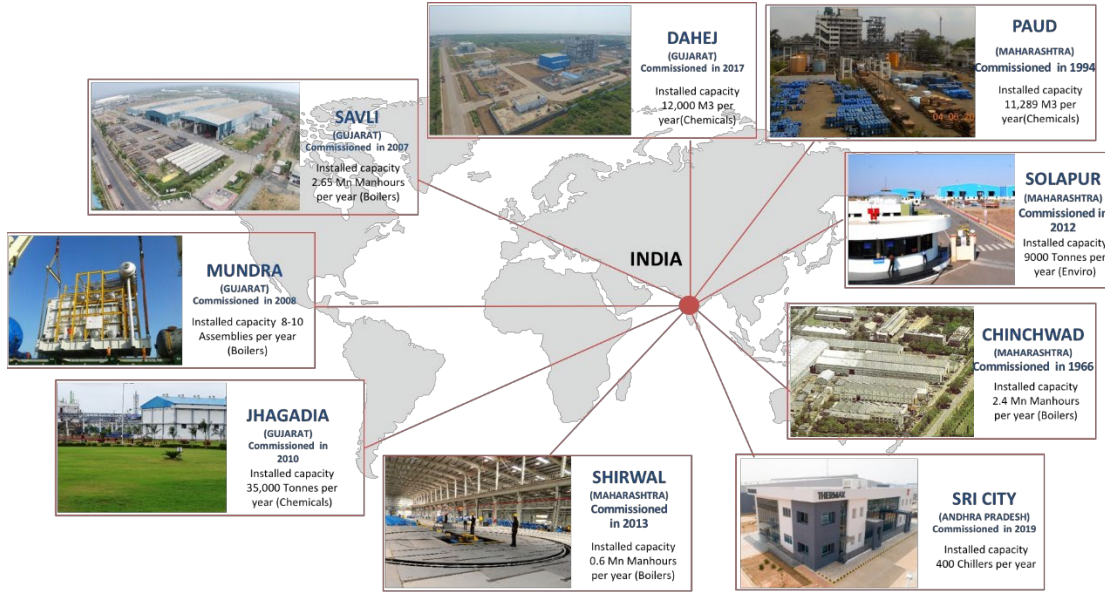 DAHEJ
(GUJARAT)
Commissioned in 2017
Installed capacity
12,000 M3 per
year(Chemicals)
PAUD
(MAHARASHTRA)
Commissioned in 1994
Installed capacity
11,289 M3 per
year(Chemicals)
SAVLI
(GUJARAT)
Commissioned in 2007
Installed capacity
2.65 Mn Manhours
per year (Boilers)
SOLAPUR
(MAHARASHTRA)
Commissioned in
2012
Installed capacity
9000 Tonnes per
year (Enviro)
INDIA
MUNDRA
(GUJARAT)
Commissioned in 2008
Installed capacity 8-10
Assemblies per year
(Boilers)
CHINCHWAD
(MAHARASHTRA)
Commissioned in 1966
Installed capacity
2.4 Mn Manhours
per year (Boilers)
JHAGADIA
(GUJARAT)
Commissioned in
2010
Installed capacity
35,000 Tonnes per
year (Chemicals)
SHIRWAL
(MAHARASHTRA)
Commissioned
in 2013
Installed capacity
0.6 Mn Manhours
per year (Boilers)
THERMAX
SRI CITY
(ANDHRA PRADESH)
Commissioned in 2019
Installed capacity
400 Chillers per year